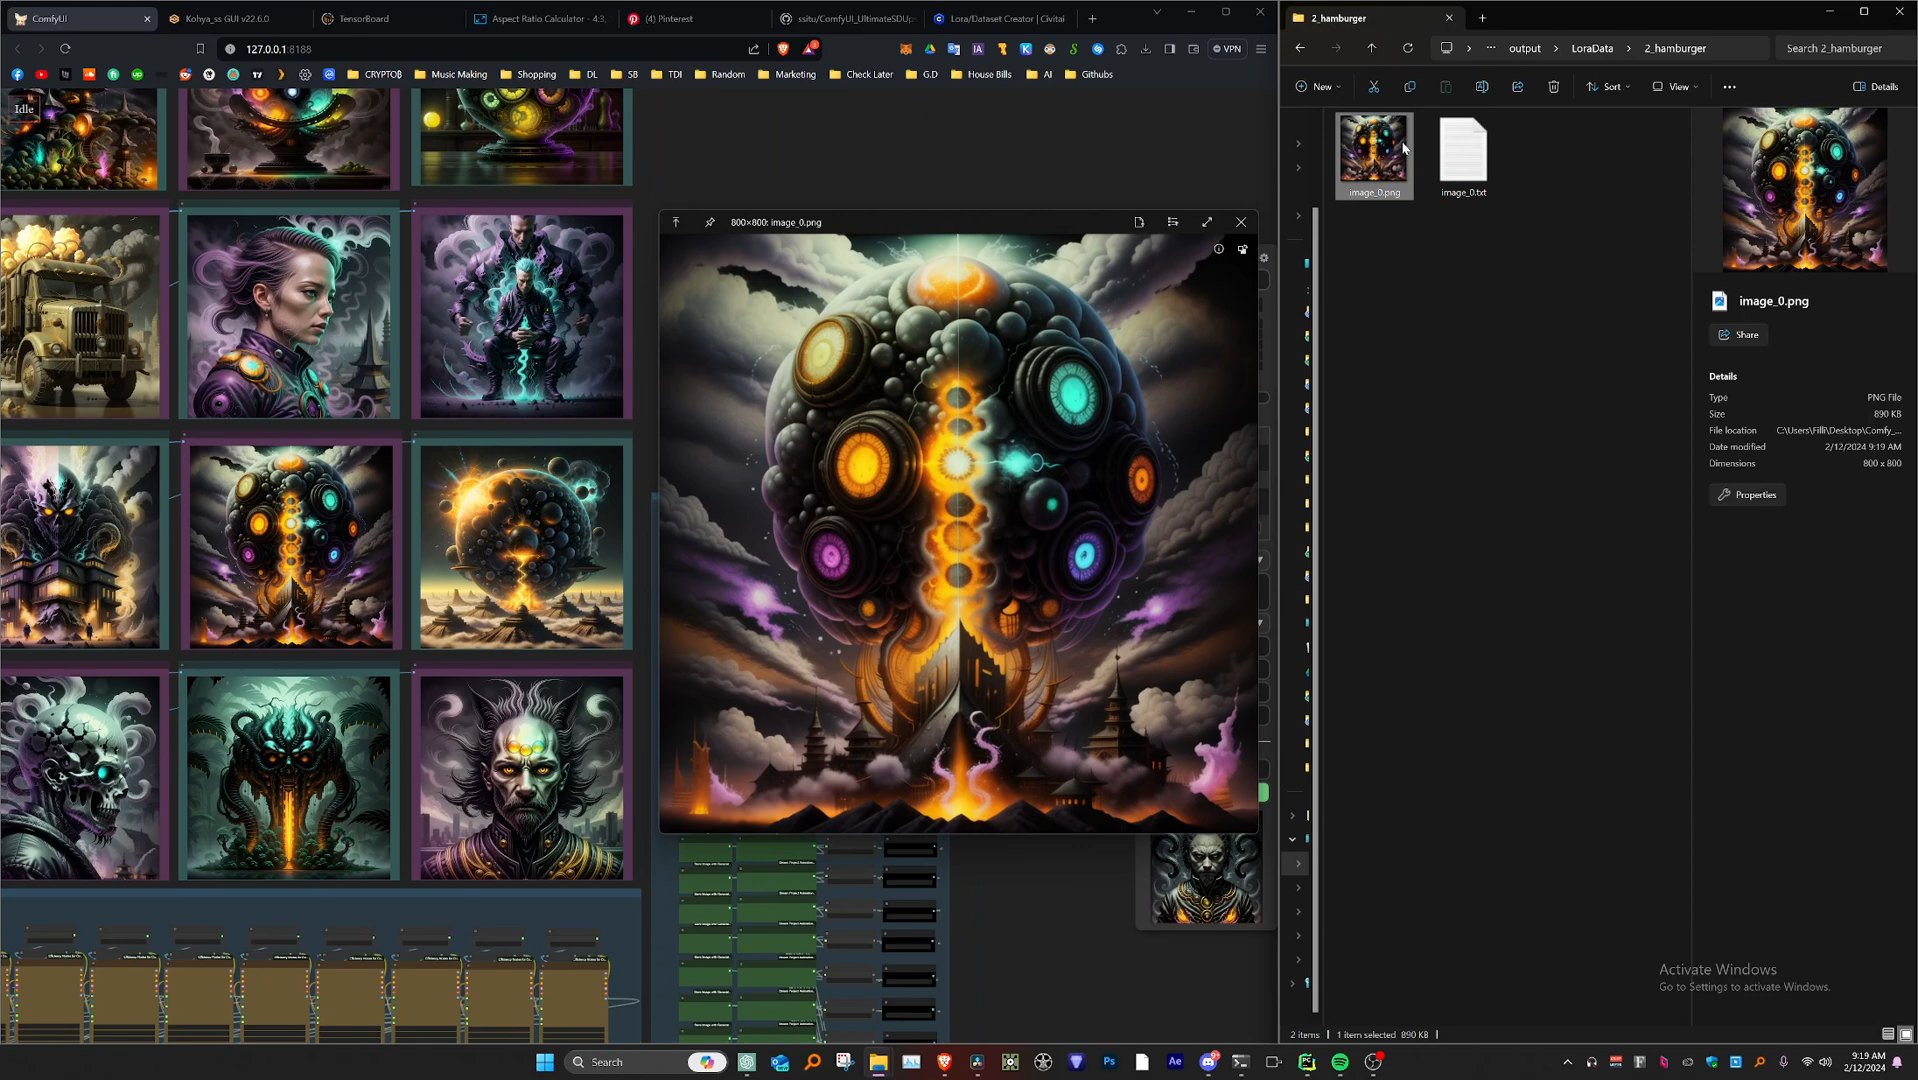 ComfyUI
Kohya_ss GUI v22.6.0
TensorBoard
Aspect Ratio Calculator - 4:3,
(4) Pinterest
ssitu/ComfyUI_UltimateSDUps
Lora/Dataset Creator | Civitai
127.0.0.1:8188
VPN
CRYPTO฿
Music Making
Shopping
DL
SB
TDI
Random
Marketing
Check Later
G.D
House Bills
AI
Githubs
Idle
800×800: image_0.png
2_hamburger
output
LoraData
2_hamburger
Search 2_hamburger
New
Sort
View
Details
image_0.png
image_0.txt
image_0.png
Share
Details
Type PNG File
Size 890 KB
File location C:\Users\Filli\Desktop\Comfy_...
Date modified 2/12/2024 9:19 AM
Dimensions 800 x 800
Properties
Activate Windows
Go to Settings to activate Windows.
2 items
1 item selected 890 KB
Search
Ps
Ae
9:19 AM
2/12/2024